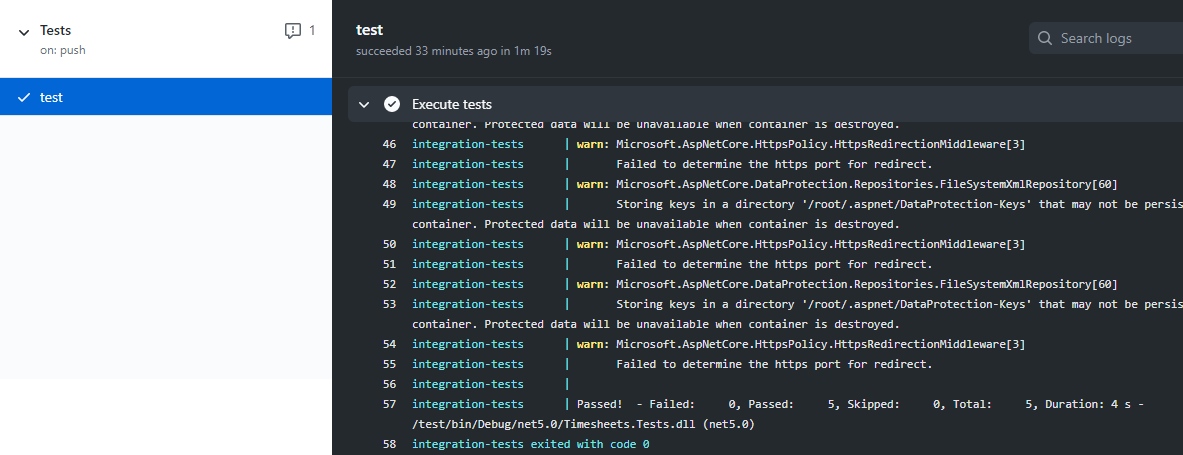 Tests
1
on: push
test
test
succeeded 33 minutes ago in 1m 19s
Search logs
Execute tests
container. Protected data will be unavailable when container is destroyed.
46 integration-tests | warn: Microsoft.AspNetCore.HttpsPolicy.HttpsRedirectionMiddleware[3]
47 integration-tests | Failed to determine the https port for redirect.
48 integration-tests | warn: Microsoft.AspNetCore.DataProtection.Repositories.FileSystemXmlRepository[60]
49 integration-tests | Storing keys in a directory '/root/.aspnet/DataProtection-Keys' that may not be persis
container. Protected data will be unavailable when container is destroyed.
50 integration-tests | warn: Microsoft.AspNetCore.HttpsPolicy.HttpsRedirectionMiddleware[3]
51 integration-tests | Failed to determine the https port for redirect.
52 integration-tests | warn: Microsoft.AspNetCore.DataProtection.Repositories.FileSystemXmlRepository[60]
53 integration-tests | Storing keys in a directory '/root/.aspnet/DataProtection-Keys' that may not be persis
container. Protected data will be unavailable when container is destroyed.
54 integration-tests | warn: Microsoft.AspNetCore.HttpsPolicy.HttpsRedirectionMiddleware[3]
55 integration-tests | Failed to determine the https port for redirect.
56 integration-tests |
57 integration-tests | Passed! - Failed: 0, Passed: 5, Skipped: 0, Total: 5, Duration: 4 s -
/test/bin/Debug/net5.0/Timesheets.Tests.dll (net5.0)
58 integration-tests exited with code 0